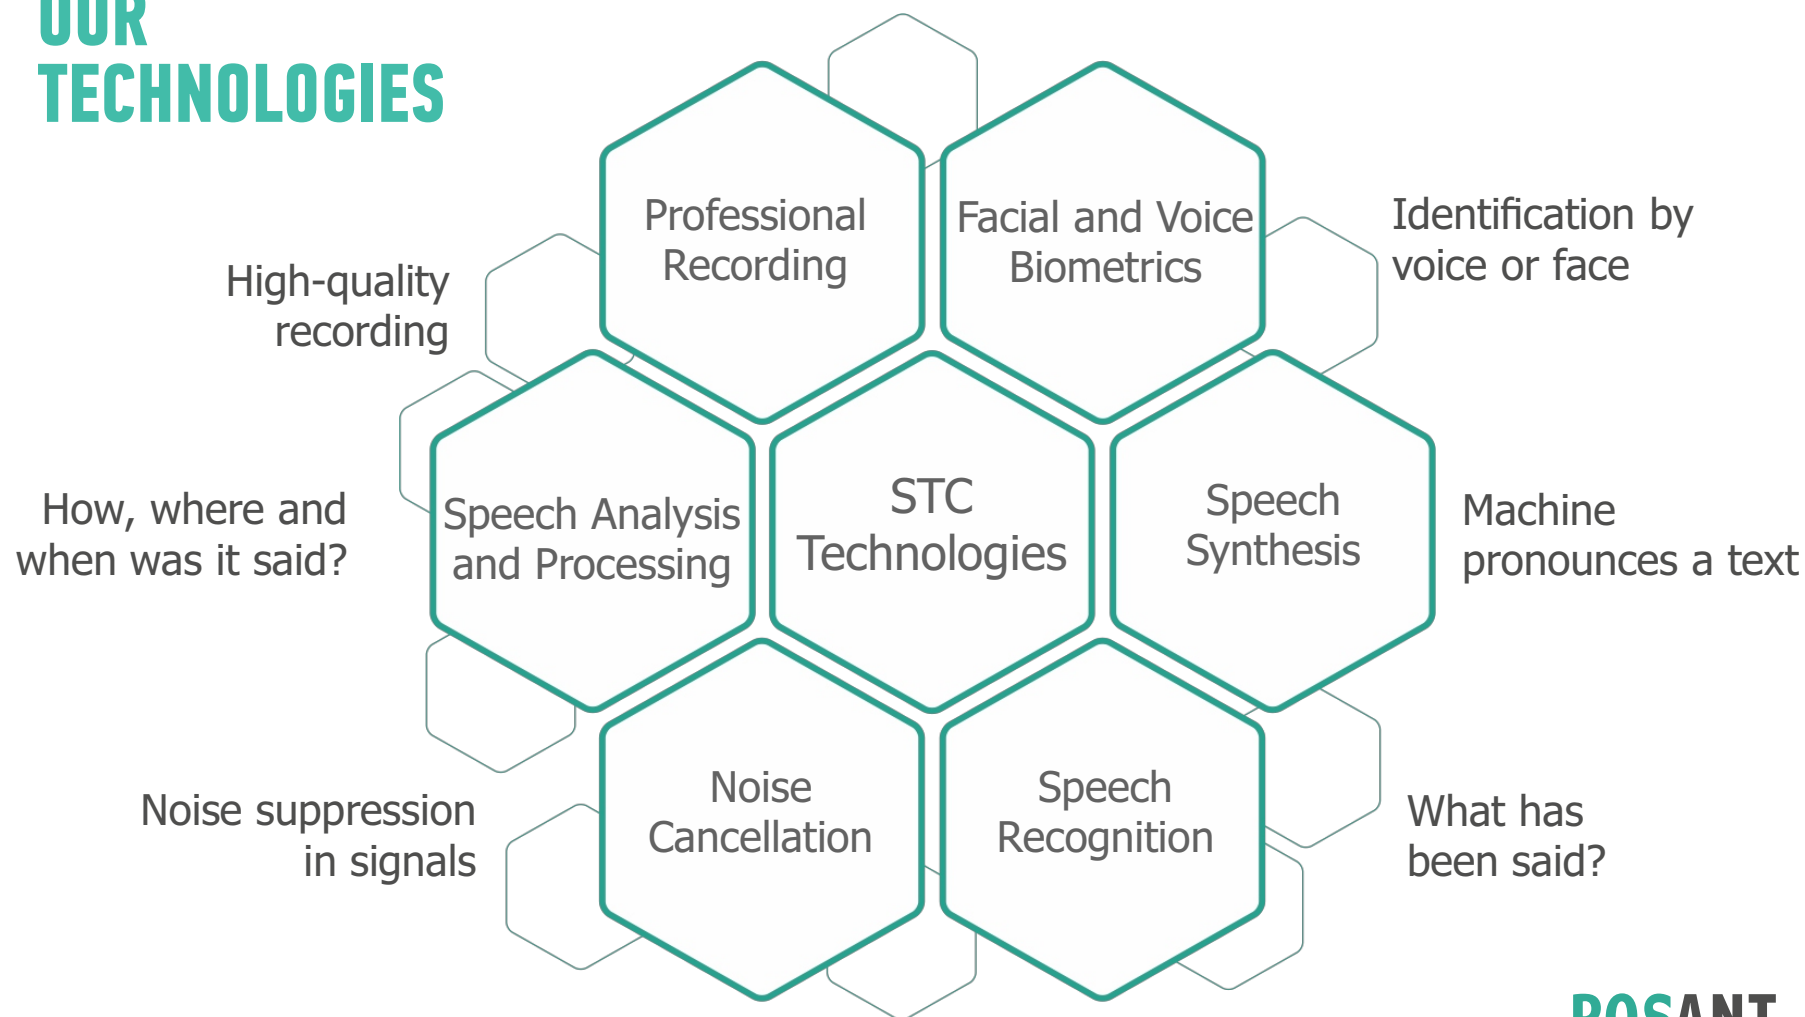 OUR
TECHNOLOGIES
Professional
Recording
Facial and Voice
Biometrics
High-quality
recording
Identification by
voice or face
How, where and
when was it said?
Speech Analysis
and Processing
STC
Technologies
Speech
Synthesis
Machine
pronounces a text
Noise suppression
in signals
Noise
Cancellation
Speech
Recognition
What has
been said?
POSANT